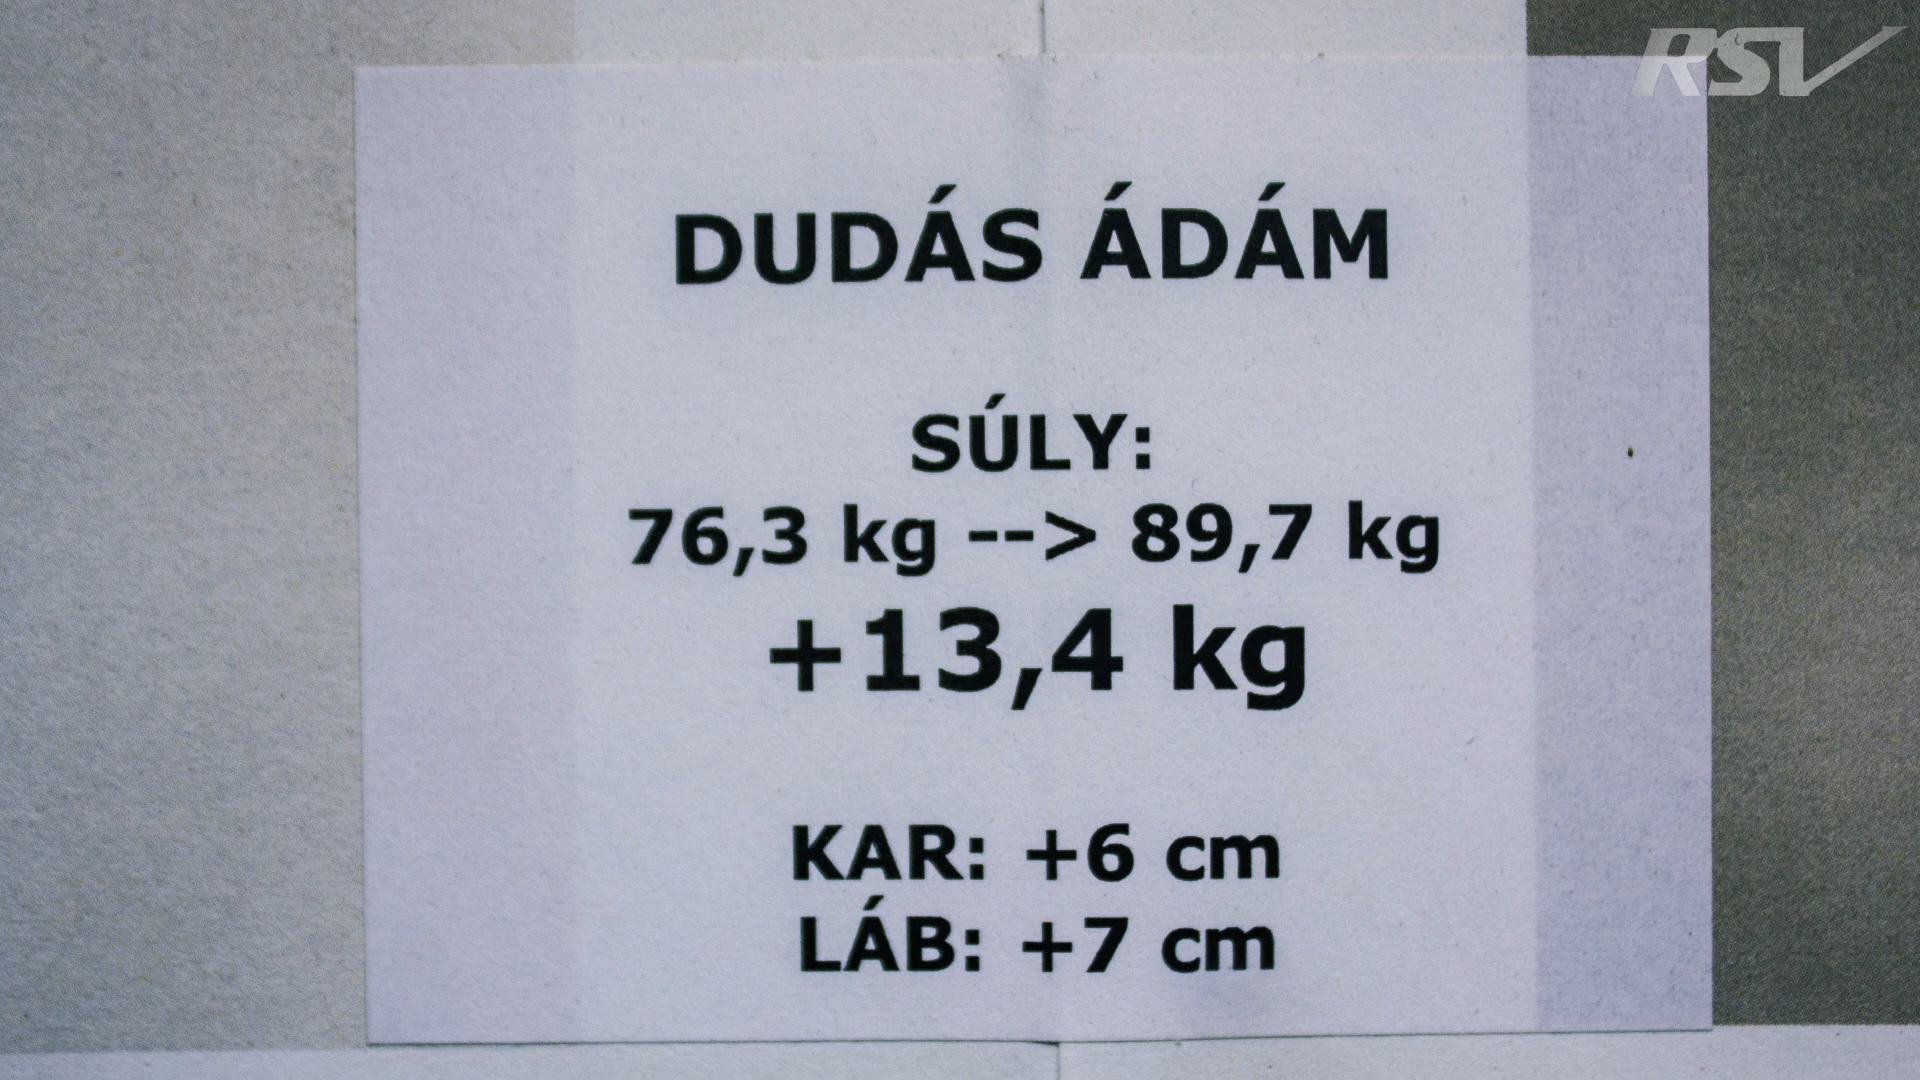 RSV
DUDÁS ÁDÁM
SÚLY:
76,3 kg --> 89,7 kg
+13,4 kg
KAR: +6 cm
LÁB: +7 cm